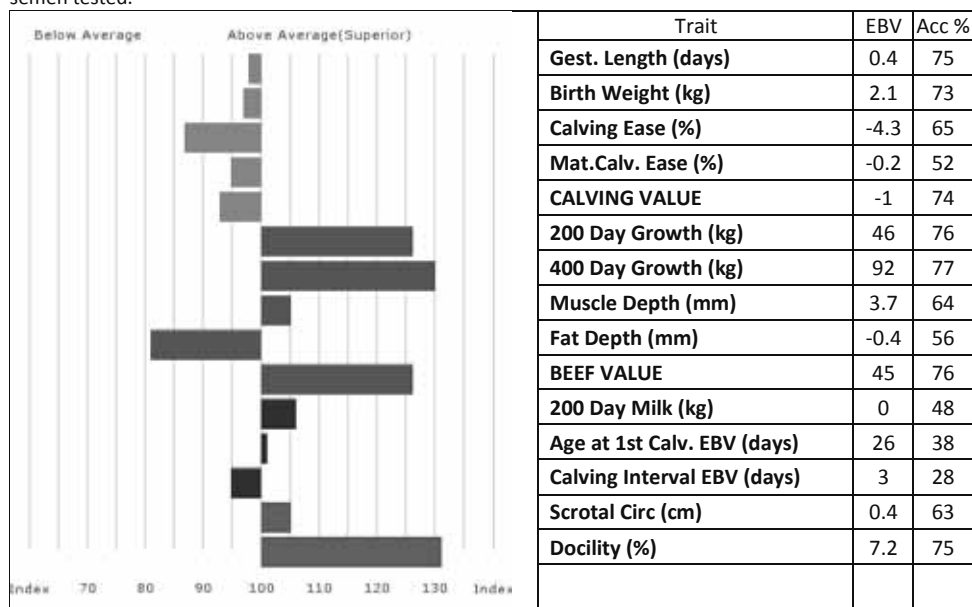 semen tested.
Below Average Above Average(Superior)
Index 70 80 90 100 110 120 130 Index
Trait EBV Acc %
Gest. Length (days) 0.4 75
Birth Weight (kg) 2.1 73
Calving Ease (%) -4.3 65
Mat.Calv. Ease (%) -0.2 52
CALVING VALUE -1 74
200 Day Growth (kg) 46 76
400 Day Growth (kg) 92 77
Muscle Depth (mm) 3.7 64
Fat Depth (mm) -0.4 56
BEEF VALUE 45 76
200 Day Milk (kg) 0 48
Age at 1st Calv. EBV (days) 26 38
Calving Interval EBV (days) 3 28
Scrotal Circ (cm) 0.4 63
Docility (%) 7.2 75